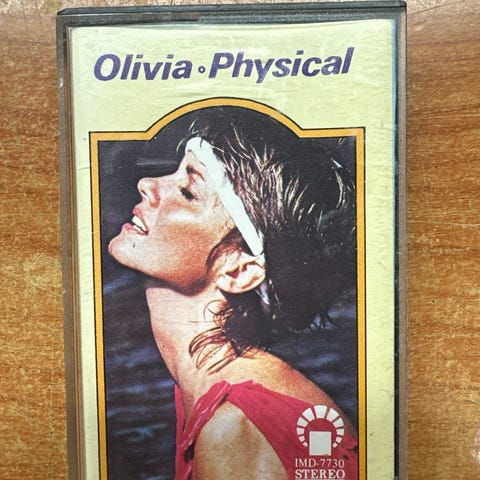 Olivia • Physical
IMD-7730
STEREO